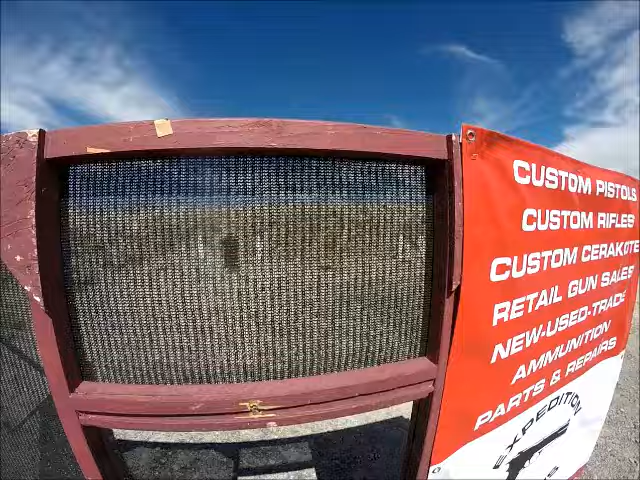 CUSTOM PISTOLS
CUSTOM RIFLES
CUSTOM CERAKOTE
RETAIL GUN SALES
NEW-USED-TRADE
AMMUNITION
PARTS & REPAIRS
EXPEDITION